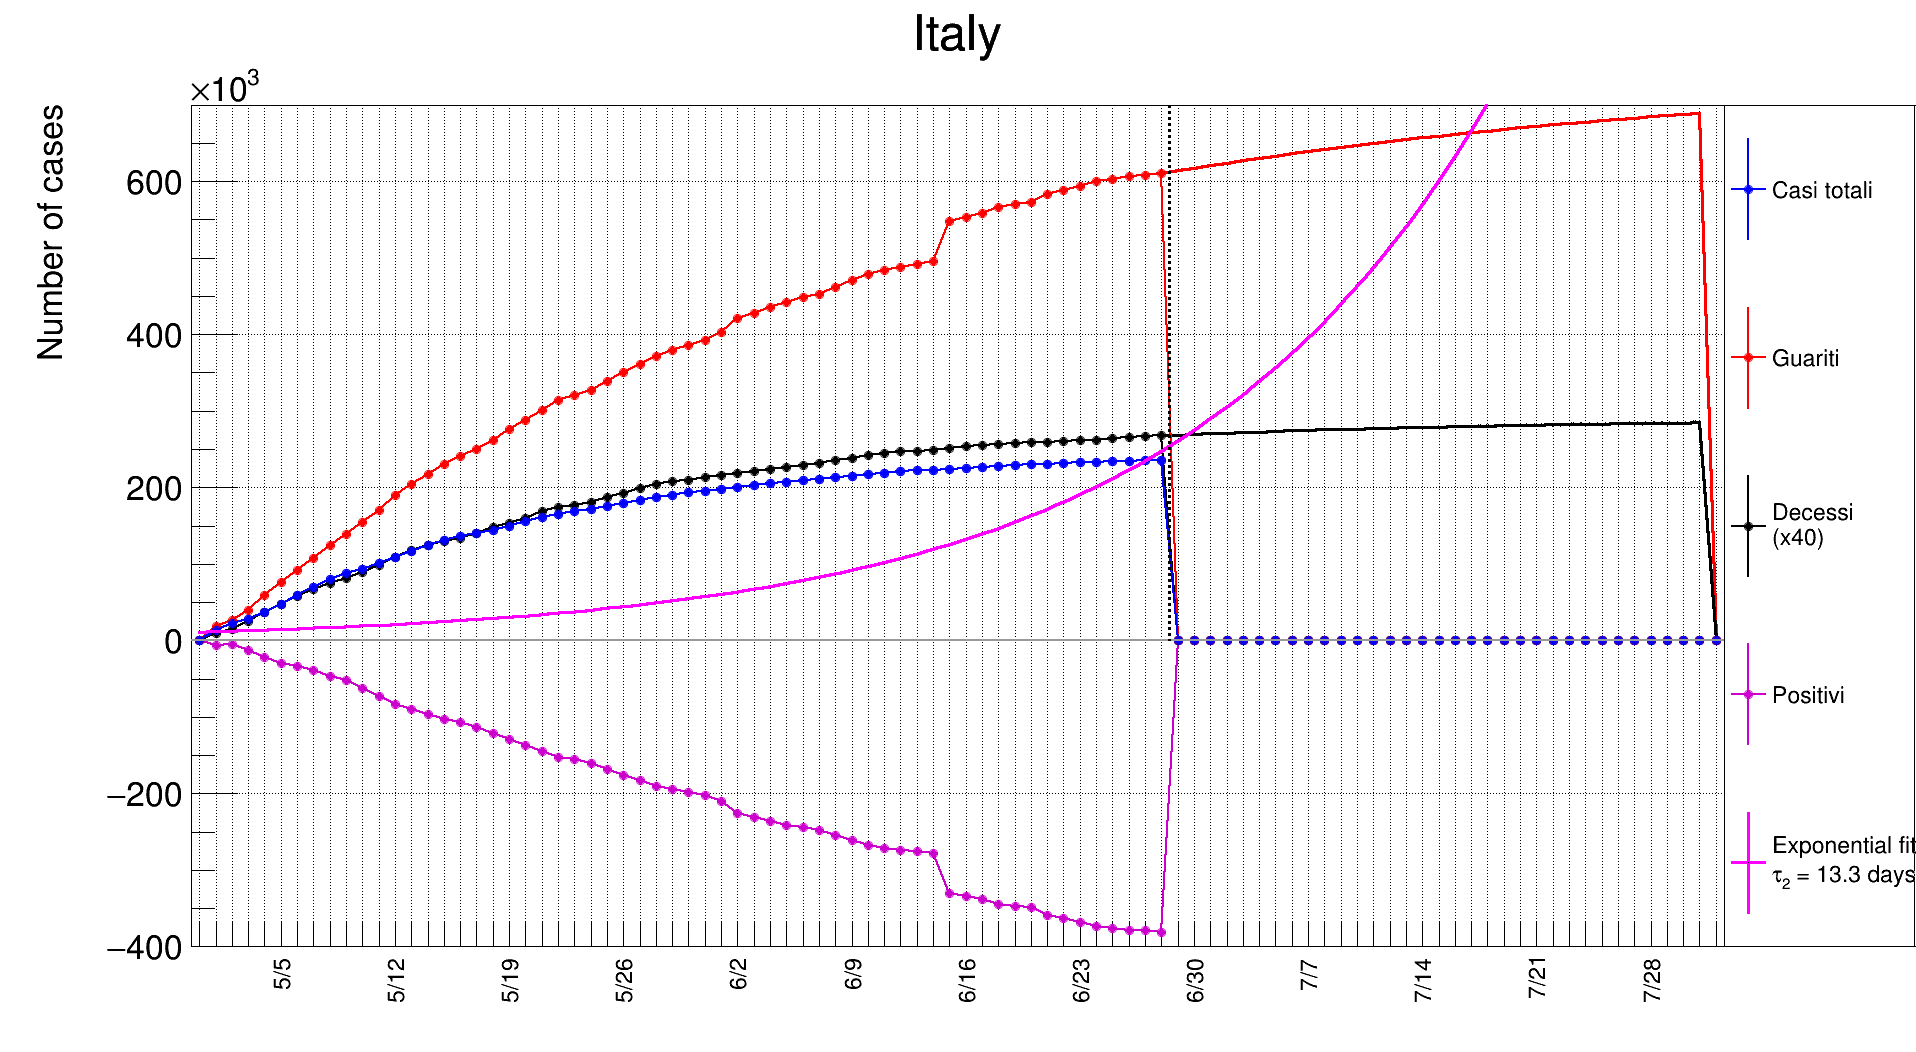 Italy
×10³
Number of cases
600
400
200
0
−200
−400
5/5
5/12
5/19
5/26
6/2
6/9
6/16
6/23
6/30
7/7
7/14
7/21
7/28
Casi totali
Guariti
Decessi
(x40)
Positivi
Exponential fit
τ₂ = 13.3 days